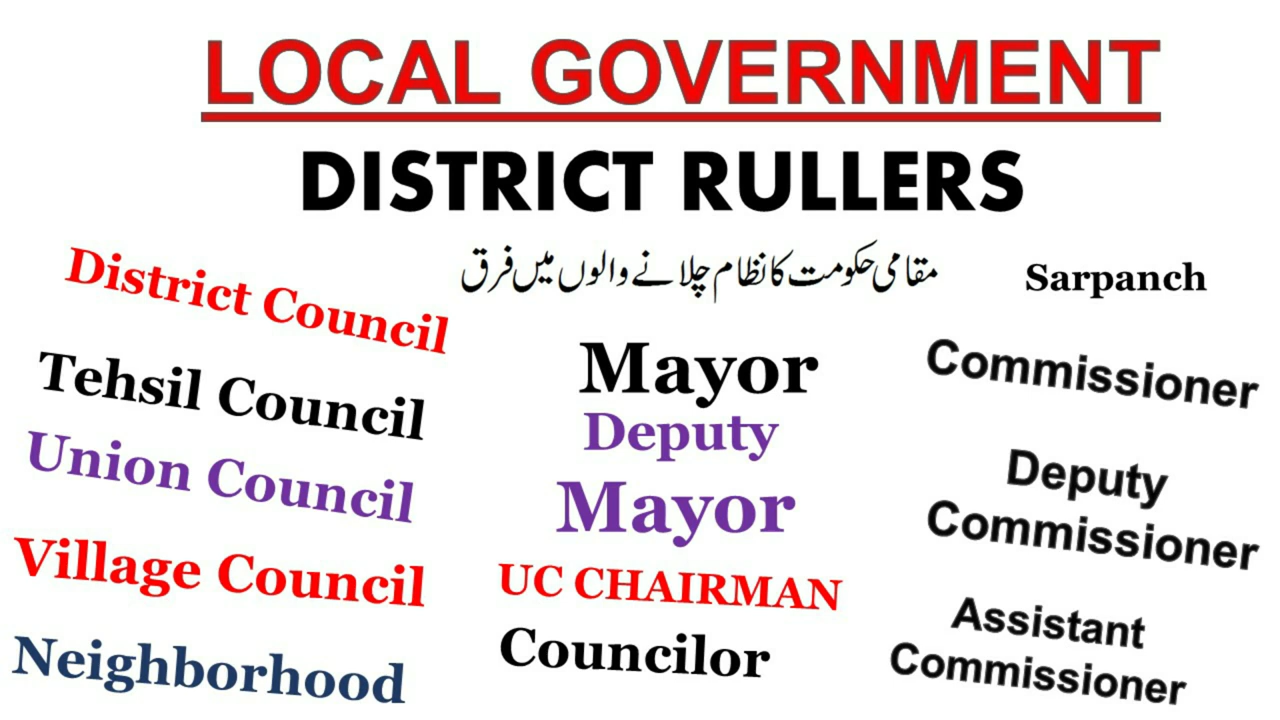 LOCAL GOVERNMENT
DISTRICT RULLERS
مقامی حکومت کا نظام چلانے والوں میں فرق
District Council
Tehsil Council
Union Council
Village Council
Neighborhood
Mayor
Deputy
Mayor
UC CHAIRMAN
Councilor
Sarpanch
Commissioner
Deputy
Commissioner
Assistant
Commissioner